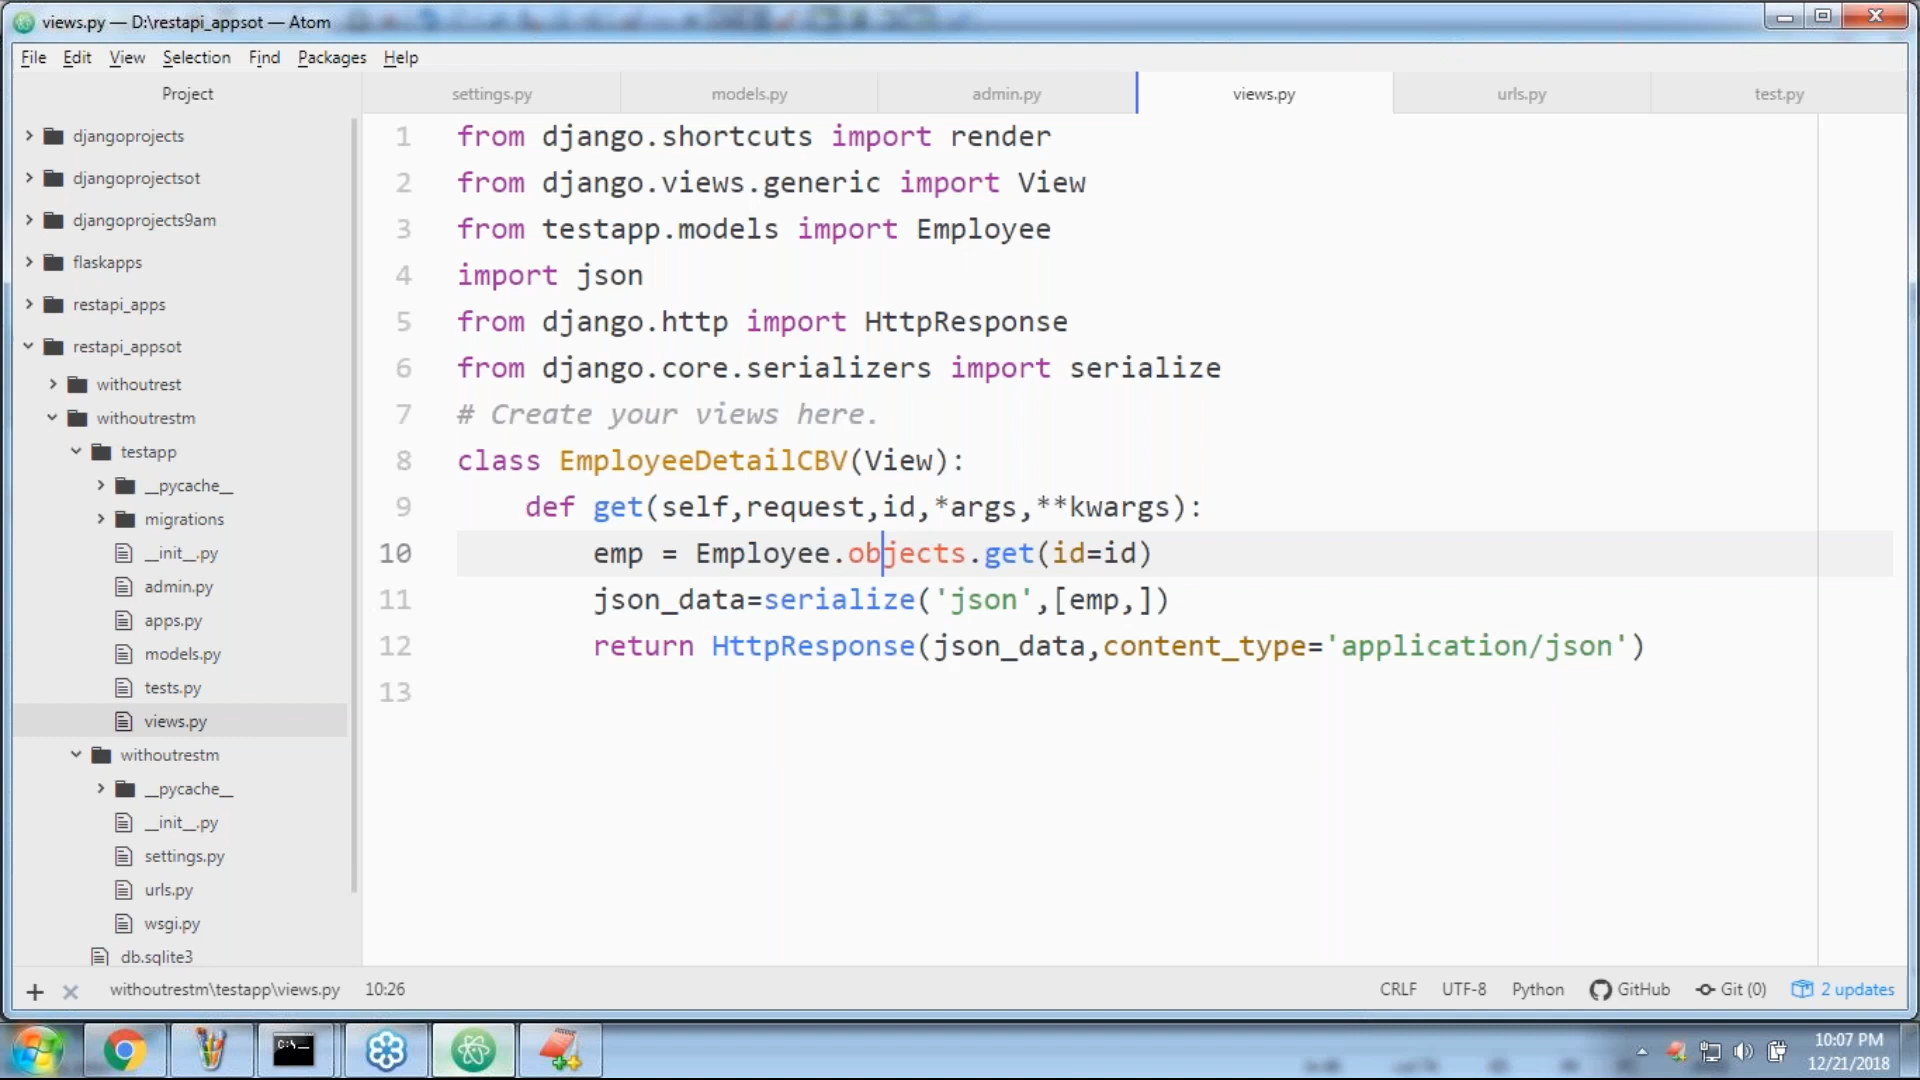 views.py — D:\restapi_appsot — Atom
File Edit View Selection Find Packages Help
Project
settings.py models.py admin.py views.py urls.py test.py
djangoprojects
djangoprojectsot
djangoprojects9am
flaskapps
restapi_apps
restapi_appsot
withoutrest
withoutrestm
testapp
__pycache__
migrations
__init__.py
admin.py
apps.py
models.py
tests.py
views.py
withoutrestm
__pycache__
__init__.py
settings.py
urls.py
wsgi.py
db.sqlite3
1 from django.shortcuts import render
2 from django.views.generic import View
3 from testapp.models import Employee
4 import json
5 from django.http import HttpResponse
6 from django.core.serializers import serialize
7 # Create your views here.
8 class EmployeeDetailCBV(View):
9 def get(self,request,id,*args,**kwargs):
10 emp = Employee.objects.get(id=id)
11 json_data=serialize('json',[emp,])
12 return HttpResponse(json_data,content_type='application/json')
13
withoutrestm\testapp\views.py 10:26 CRLF UTF-8 Python GitHub Git (0) 2 updates
C:\_
10:07 PM
12/21/2018